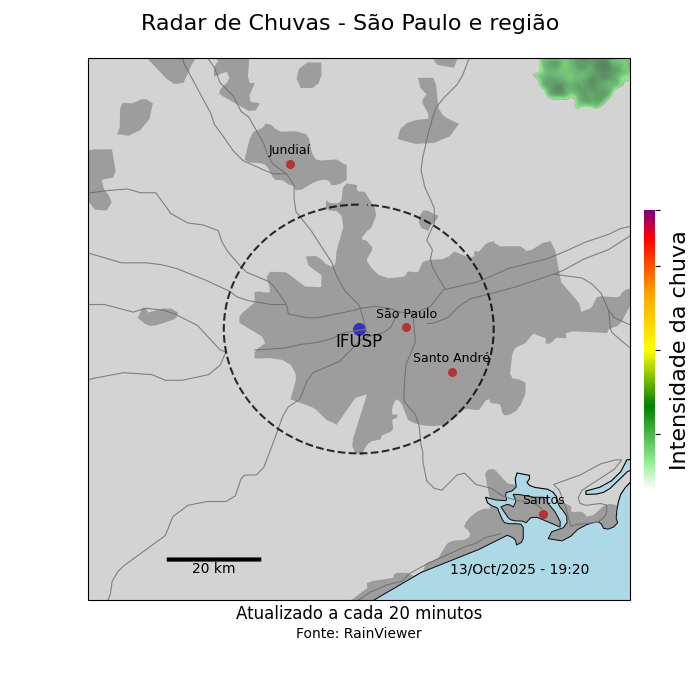 Radar de Chuvas - São Paulo e região
Jundiaí
São Paulo
IFUSP
Santo André
Santos
20 km
13/Oct/2025 - 19:20
Intensidade da chuva
Atualizado a cada 20 minutos
Fonte: RainViewer